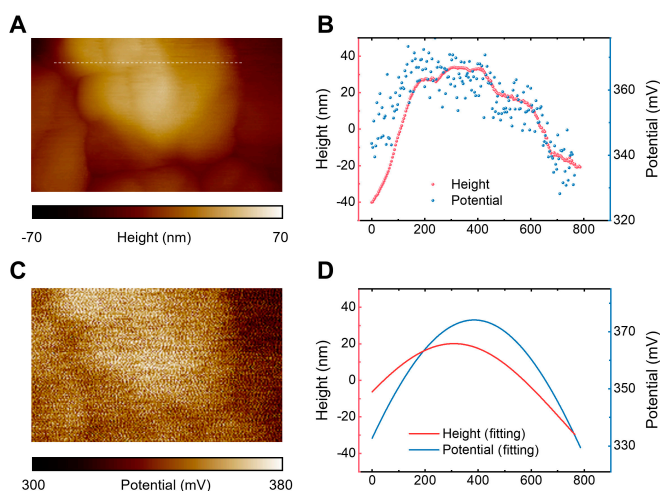 A
-70
Height (nm)
70
B
Height (nm)
40
20
0
-20
-40
0
200
400
600
800
360
340
320
Potential (mV)
Height
Potential
C
300
Potential (mV)
380
D
Height (nm)
40
20
0
-20
-40
0
200
400
600
800
370
350
330
Potential (mV)
Height (fitting)
Potential (fitting)